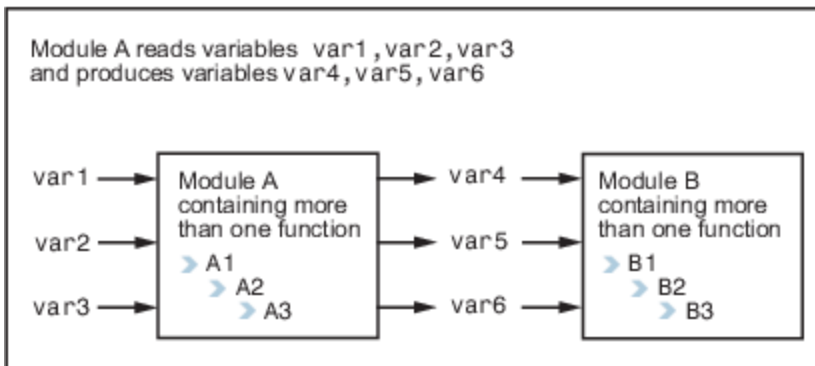 Module A reads variables var1,var2,var3
and produces variables var4,var5,var6
var1
var2
var3
Module A
containing more
than one function
A1
A2
A3
var4
var5
var6
Module B
containing more
than one function
B1
B2
B3